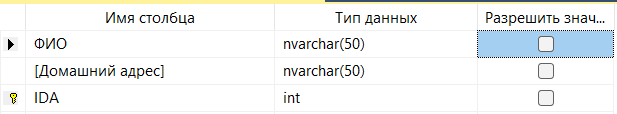 Имя столбца Тип данных Разрешить знач...
ФИО nvarchar(50)
[Домашний адрес] nvarchar(50)
IDA int